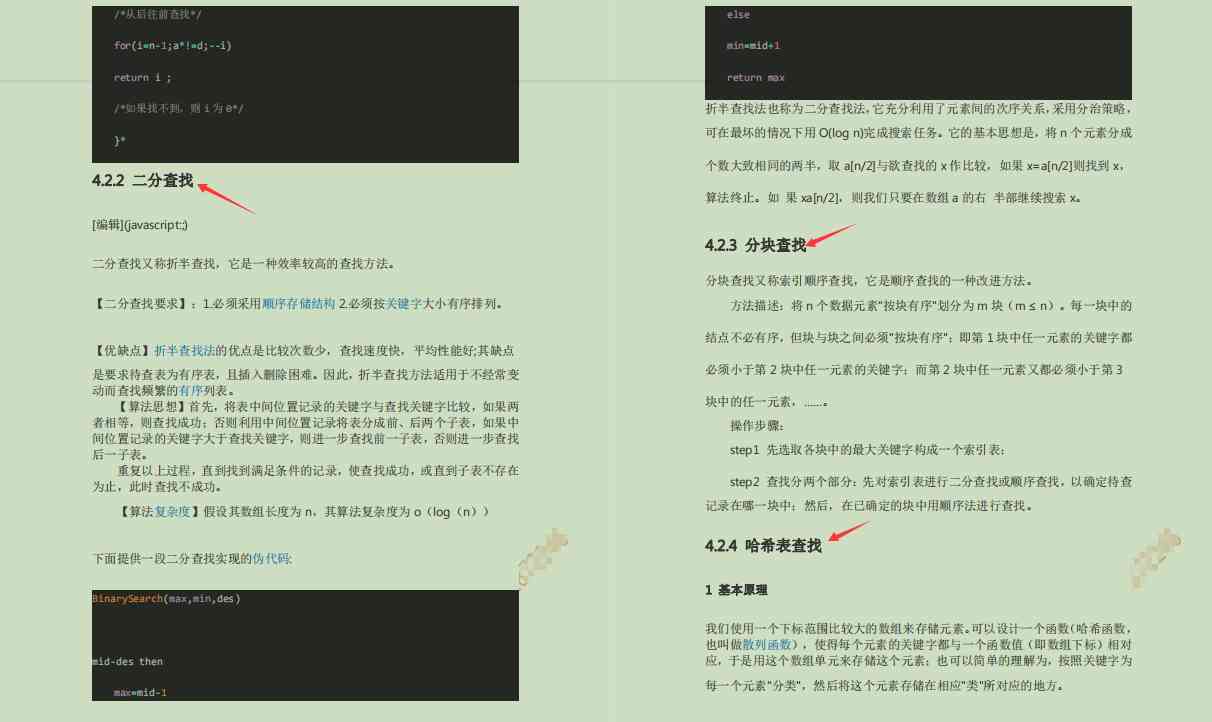 /*从后往前查找*/
for(i=n-1;a*!=d;--i)
return i ;
/*如果找不到，则 i 为 0*/
}*
4.2.2 二分查找
[编辑](javascript:;)
二分查找又称折半查找，它是一种效率较高的查找方法。
【二分查找要求】：1.必须采用顺序存储结构 2.必须按关键字大小有序排列。
【优缺点】折半查找法的优点是比较次数少，查找速度快，平均性能好;其缺点
是要求待查表为有序表，且插入删除困难。因此，折半查找方法适用于不经常变
动而查找频繁的有序列表。
【算法思想】首先，将表中间位置记录的关键字与查找关键字比较，如果两
者相等，则查找成功；否则利用中间位置记录将表分成前、后两个子表，如果中
间位置记录的关键字大于查找关键字，则进一步查找前一子表，否则进一步查找
后一子表。
重复以上过程，直到找到满足条件的记录，使查找成功，或直到子表不存在
为止，此时查找不成功。
【算法复杂度】假设其数组长度为 n，其算法复杂度为 o（log（n））
下面提供一段二分查找实现的伪代码:
BinarySearch(max,min,des)
mid-des then
max=mid-1
else
min=mid+1
return max
折半查找法也称为二分查找法，它充分利用了元素间的次序关系，采用分治策略，
可在最坏的情况下用 O(log n)完成搜索任务。它的基本思想是，将 n 个元素分成
个数大致相同的两半，取 a[n/2]与欲查找的 x 作比较，如果 x=a[n/2]则找到 x，
算法终止。如 果 xa[n/2]，则我们只要在数组 a 的右 半部继续搜索 x。
4.2.3 分块查找
分块查找又称索引顺序查找，它是顺序查找的一种改进方法。
方法描述：将 n 个数据元素"按块有序"划分为 m 块（m ≤ n）。每一块中的
结点不必有序，但块与块之间必须"按块有序"；即第 1 块中任一元素的关键字都
必须小于第 2 块中任一元素的关键字；而第 2 块中任一元素又都必须小于第 3
块中的任一元素，……。
操作步骤：
step1 先选取各块中的最大关键字构成一个索引表；
step2 查找分两个部分：先对索引表进行二分查找或顺序查找，以确定待查
记录在哪一块中；然后，在已确定的块中用顺序法进行查找。
4.2.4 哈希表查找
1 基本原理
我们使用一个下标范围比较大的数组来存储元素。可以设计一个函数（哈希函数，
也叫做散列函数），使得每个元素的关键字都与一个函数值（即数组下标）相对
应，于是用这个数组单元来存储这个元素；也可以简单的理解为，按照关键字为
每一个元素"分类"，然后将这个元素存储在相应"类"所对应的地方。